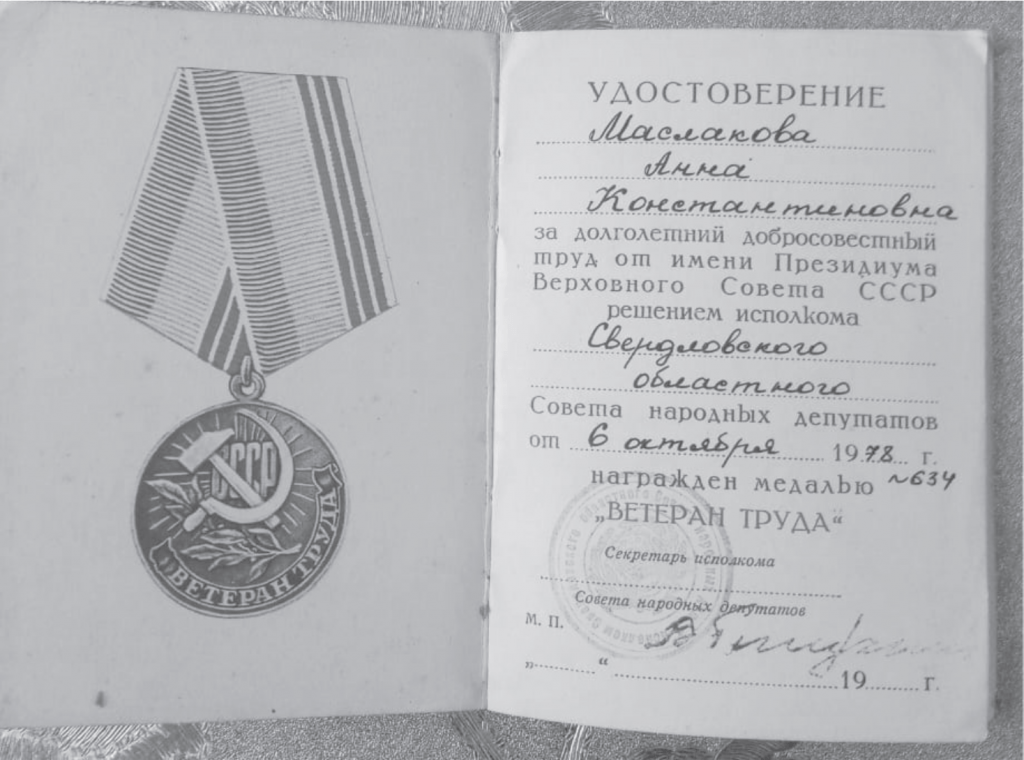 СССР
ВЕТЕРАН ТРУДА
УДОСТОВЕРЕНИЕ
Маслакова
Анна
Константиновна
за долголетний добросовестный
труд от имени Президиума
Верховного Совета СССР
решением исполкома
Свердловского
областного
Совета народных депутатов
от 6 октября 1978 г.
награжден медалью №634
„ВЕТЕРАН ТРУДА“
Секретарь исполкома
Совета народных депутатов
М. П.
„ “ 19 г.